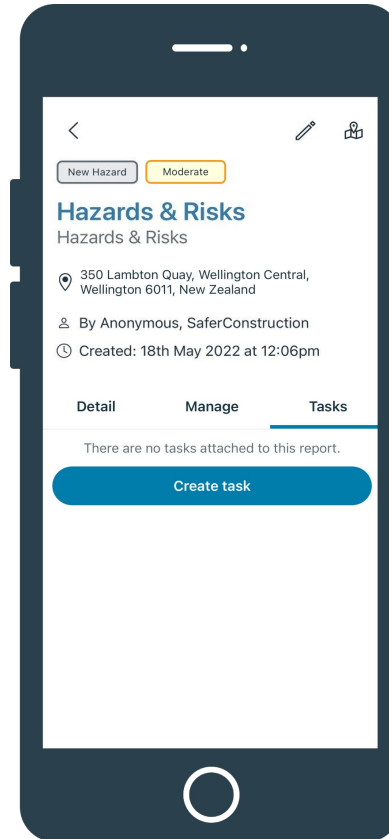 New Hazard Moderate
Hazards & Risks
Hazards & Risks
350 Lambton Quay, Wellington Central,
Wellington 6011, New Zealand
By Anonymous, SaferConstruction
Created: 18th May 2022 at 12:06pm
Detail Manage Tasks
There are no tasks attached to this report.
Create task